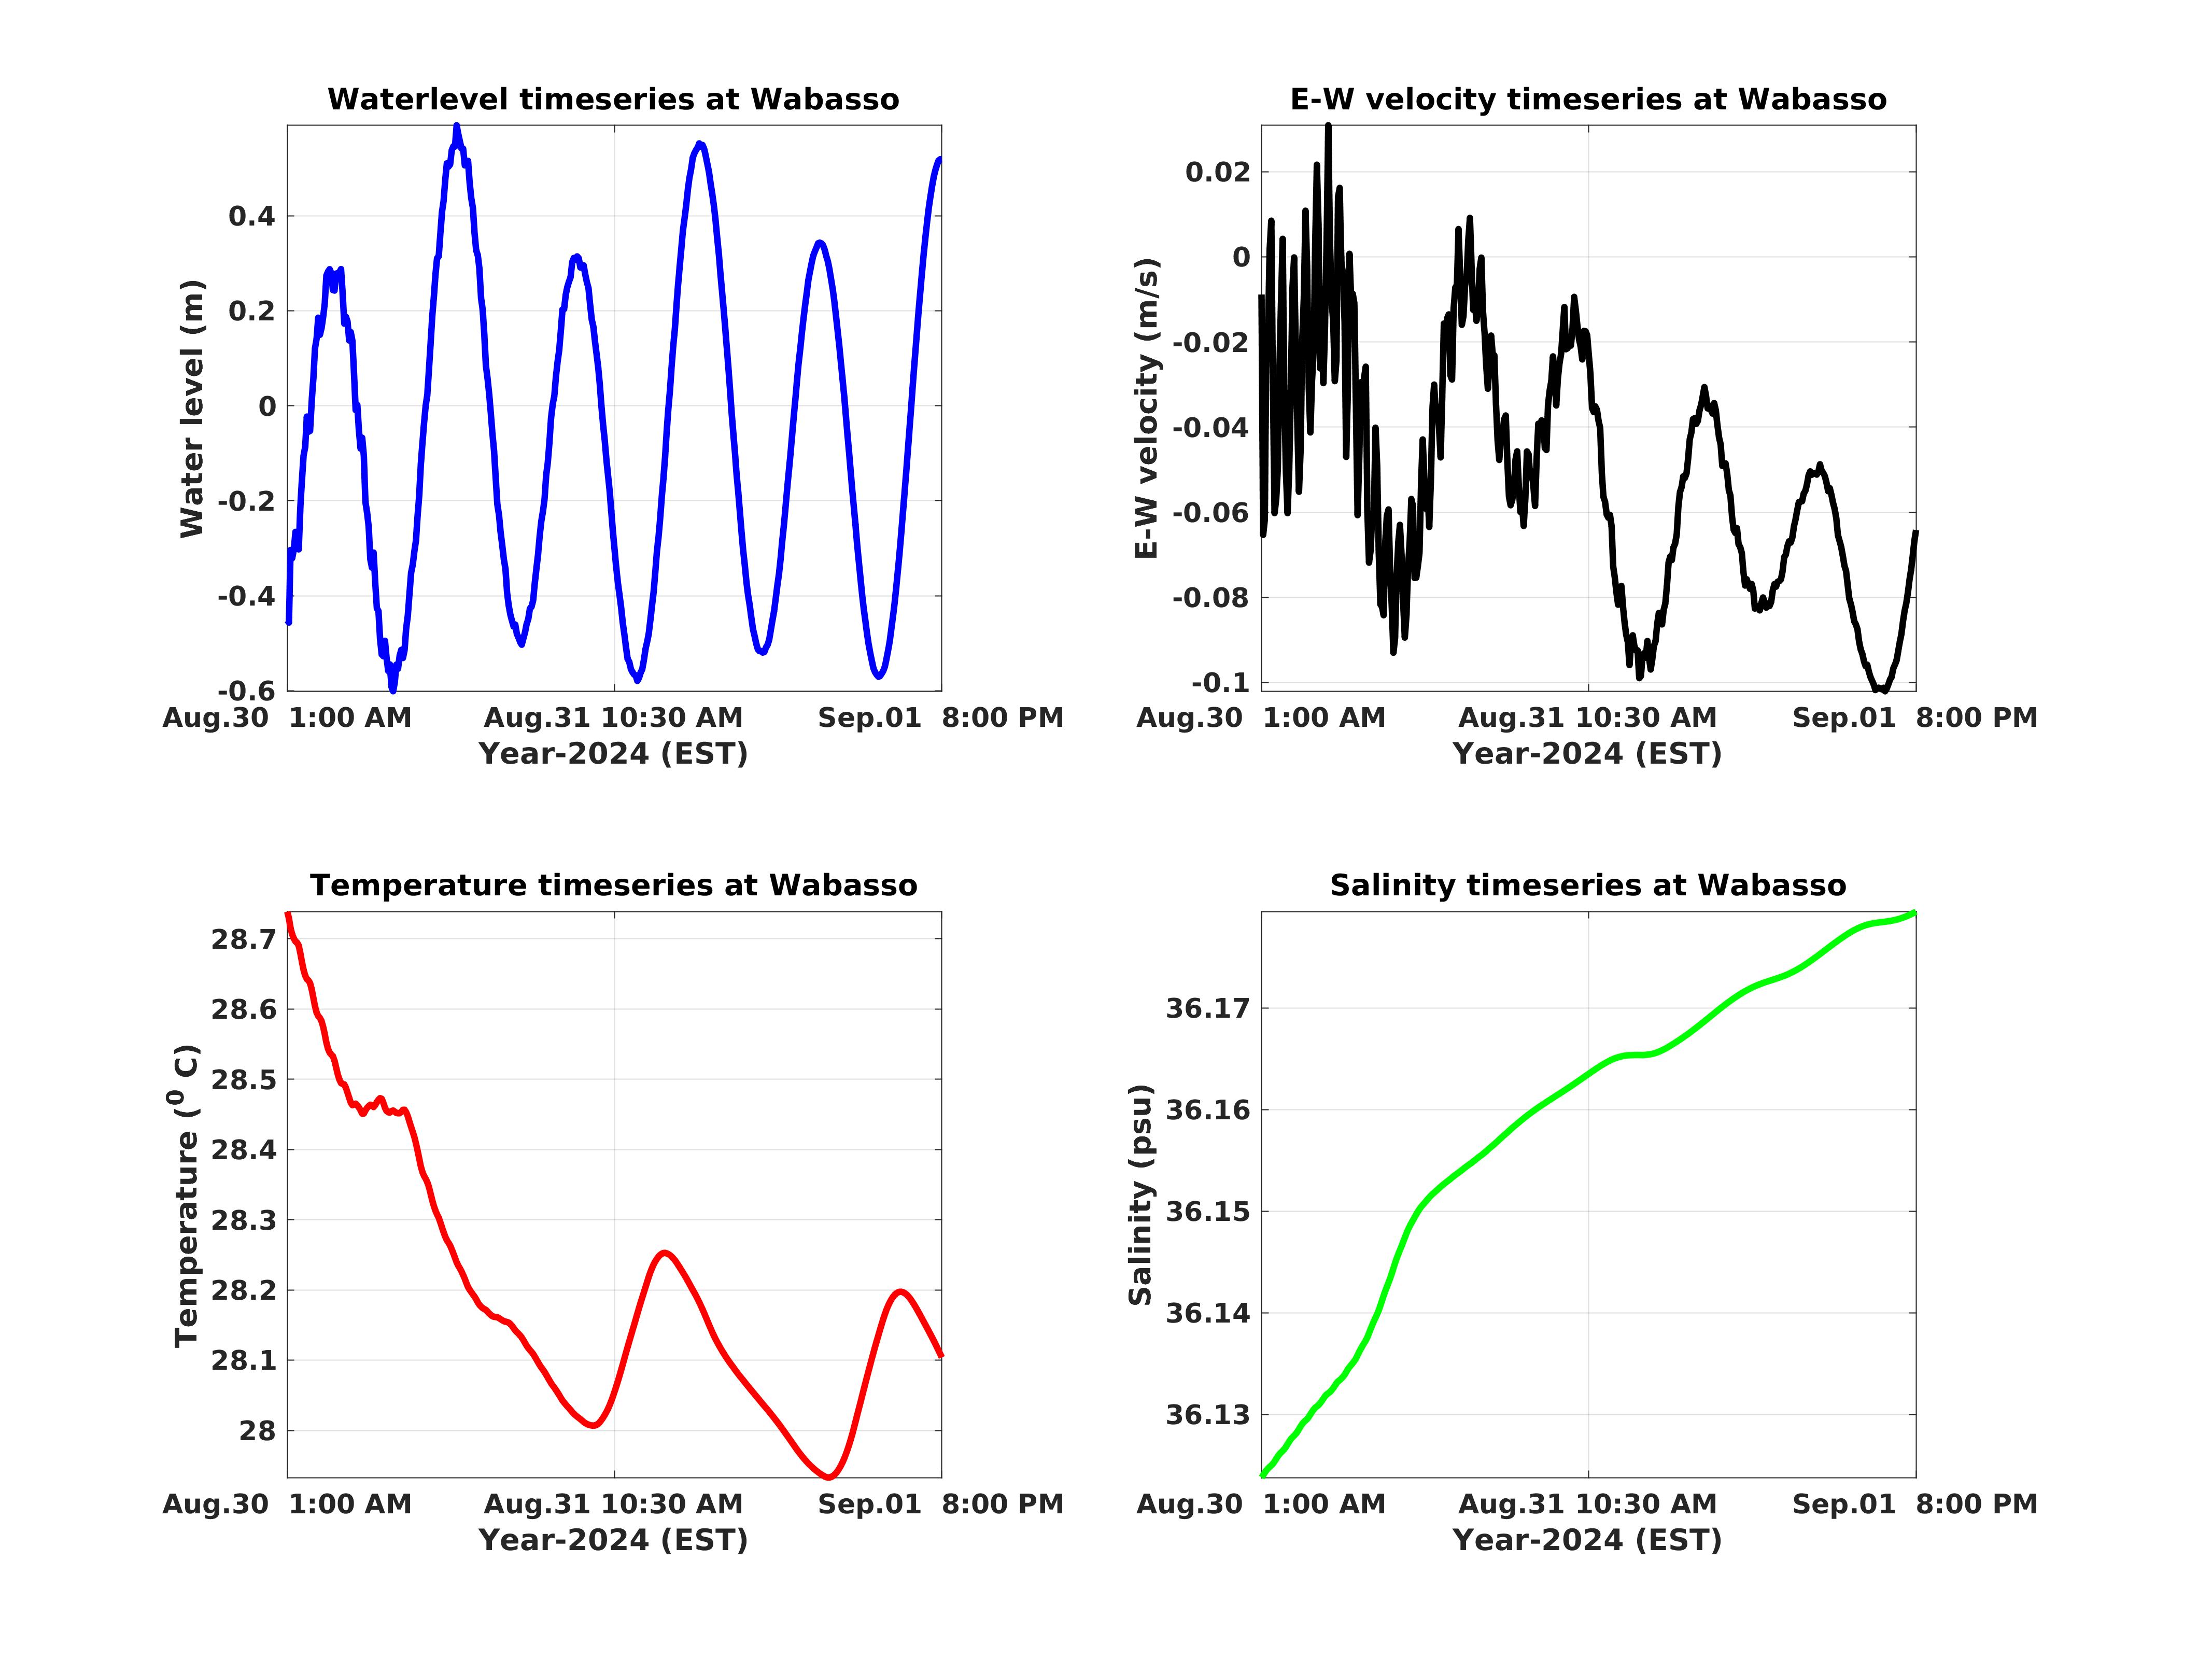 Waterlevel timeseries at Wabasso
Water level (m)
0.4
0.2
0
-0.2
-0.4
-0.6
Aug.30  1:00 AM
Aug.31 10:30 AM
Sep.01  8:00 PM
Year-2024 (EST)
E-W velocity timeseries at Wabasso
E-W velocity (m/s)
0.02
0
-0.02
-0.04
-0.06
-0.08
-0.1
Aug.30  1:00 AM
Aug.31 10:30 AM
Sep.01  8:00 PM
Year-2024 (EST)
Temperature timeseries at Wabasso
Temperature (⁰ C)
28.7
28.6
28.5
28.4
28.3
28.2
28.1
28
Aug.30  1:00 AM
Aug.31 10:30 AM
Sep.01  8:00 PM
Year-2024 (EST)
Salinity timeseries at Wabasso
Salinity (psu)
36.17
36.16
36.15
36.14
36.13
Aug.30  1:00 AM
Aug.31 10:30 AM
Sep.01  8:00 PM
Year-2024 (EST)